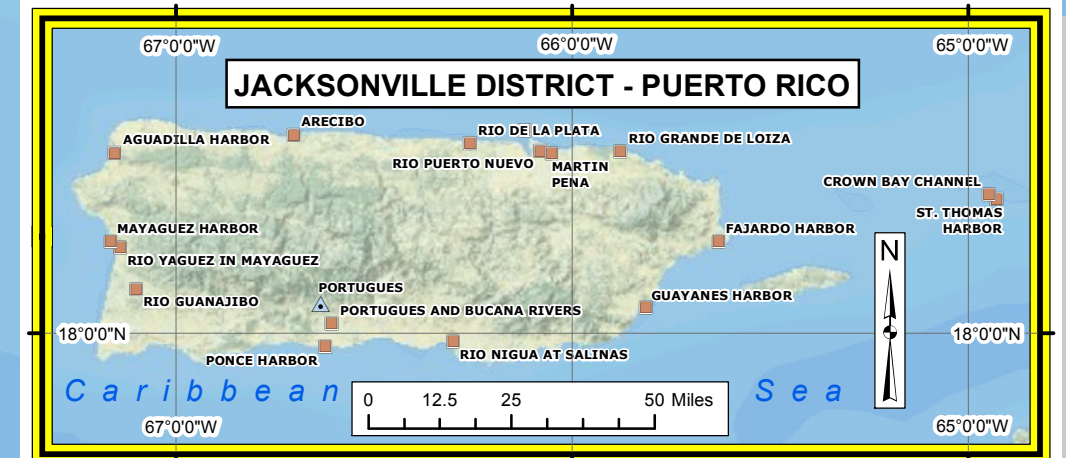 67°0'0"W
66°0'0"W
65°0'0"W
JACKSONVILLE DISTRICT - PUERTO RICO
ARECIBO
RIO DE LA PLATA
AGUADILLA HARBOR
RIO GRANDE DE LOIZA
RIO PUERTO NUEVO
MARTIN
PENA
CROWN BAY CHANNEL
ST. THOMAS
HARBOR
MAYAGUEZ HARBOR
FAJARDO HARBOR
N
RIO YAGUEZ IN MAYAGUEZ
PORTUGUES
RIO GUANAJIBO
GUAYANES HARBOR
PORTUGUES AND BUCANA RIVERS
18°0'0"N
18°0'0"N
PONCE HARBOR
RIO NIGUA AT SALINAS
Caribbean Sea
0 12.5 25 50 Miles
67°0'0"W
65°0'0"W